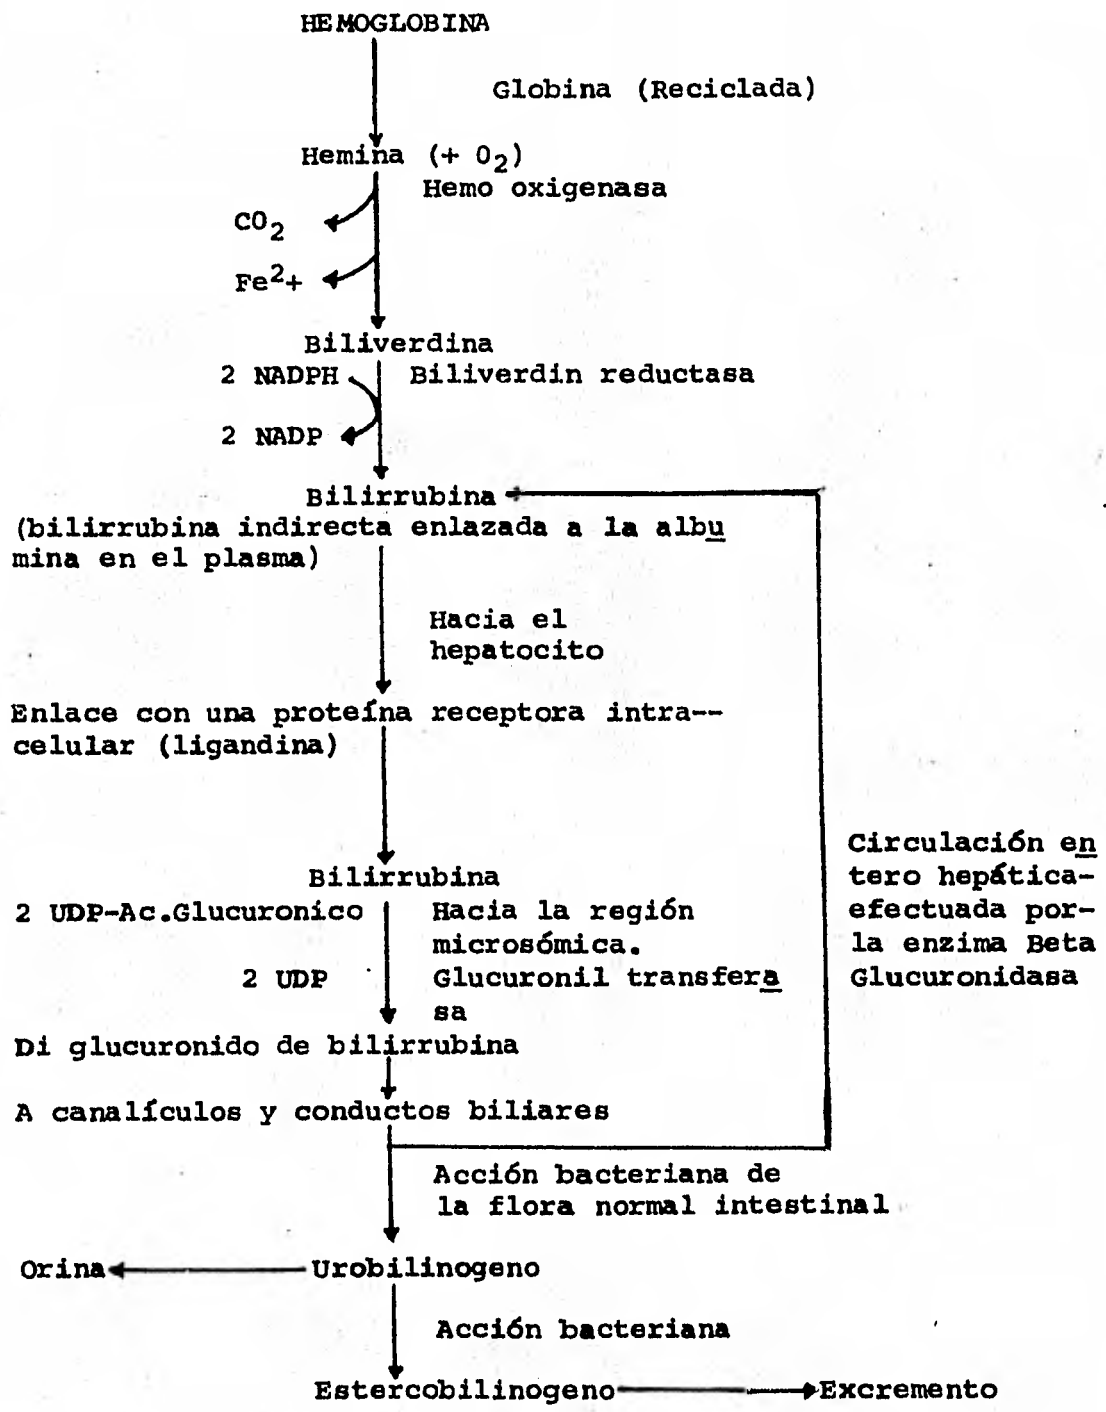 HEMOGLOBINA
Globina (Reciclada)
Hemina (+ O2)
Hemo oxigenasa
CO2
Fe2+
Biliverdina
2 NADPH
Biliverdin reductasa
2 NADP
Bilirrubina
(bilirrubina indirecta enlazada a la albu
mina en el plasma)
Hacia el
hepatocito
Enlace con una proteína receptora intra--
celular (ligandina)
Circulación en
tero hepática-
efectuada por-
la enzima Beta
Glucuronidasa
Bilirrubina
2 UDP-Ac.Glucuronico
Hacia la región
microsómica.
2 UDP
Glucuronil transfera
sa
Di glucuronido de bilirrubina
A canalículos y conductos biliares
Acción bacteriana de
la flora normal intestinal
Orina
Urobilinogeno
Acción bacteriana
Estercobilinogeno
Excremento